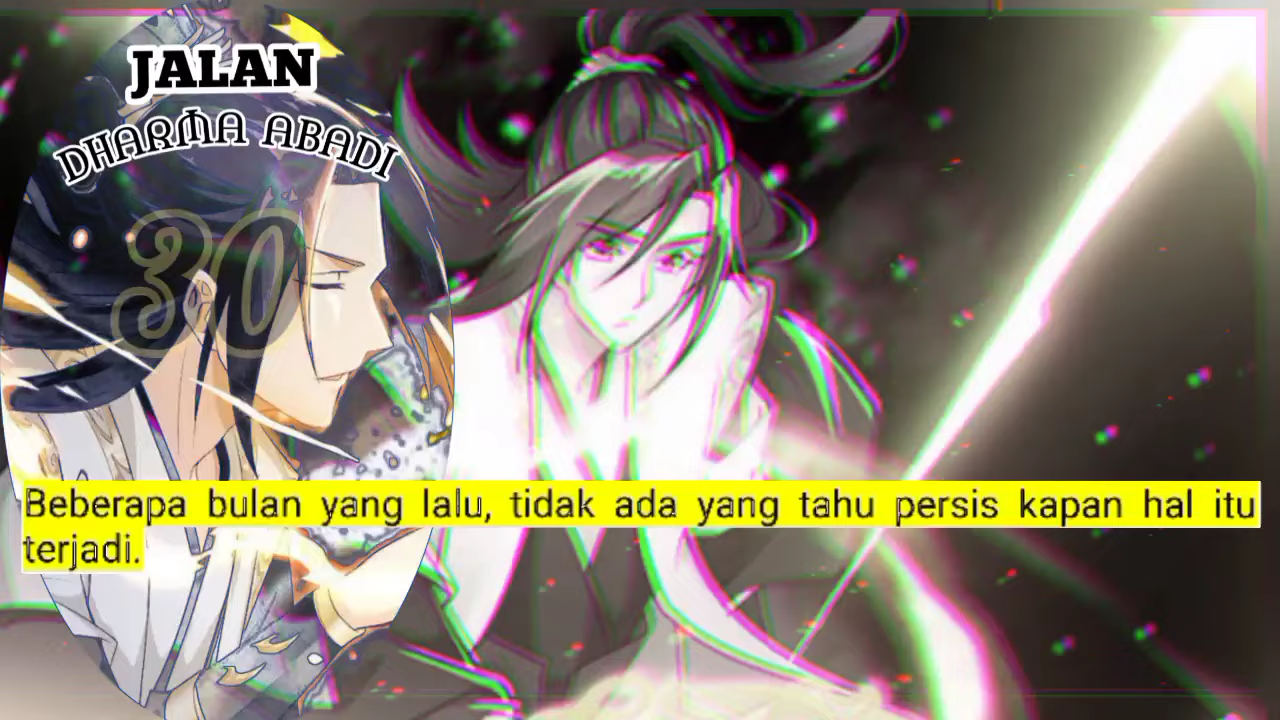 JALAN
DHARMA ABADI
30
Beberapa bulan yang lalu, tidak ada yang tahu persis kapan hal itu
terjadi.